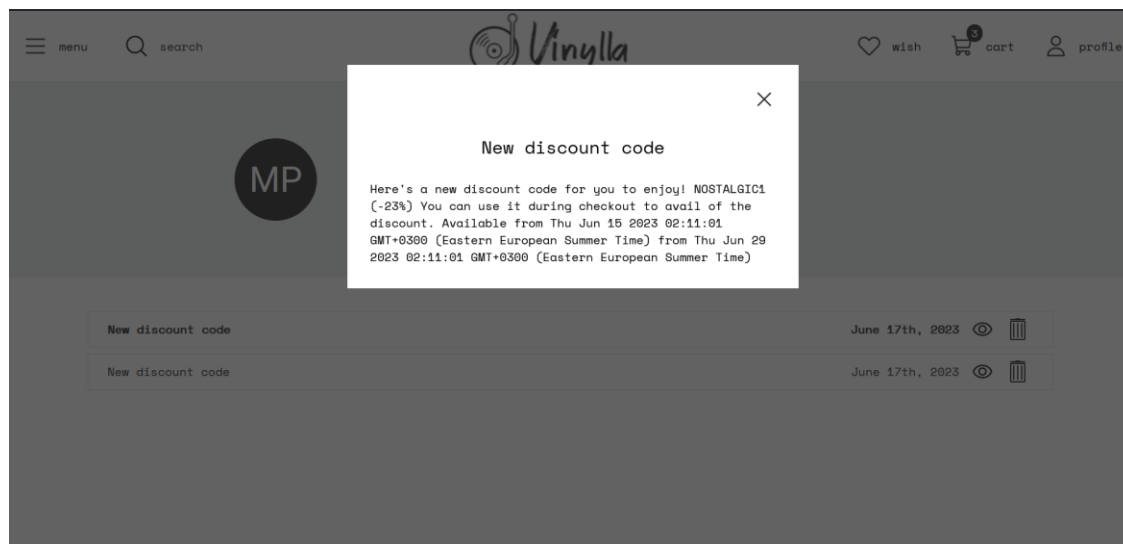 menu
search
Vinylla
wish
3
cart
profile
MP
New discount code
Here's a new discount code for you to enjoy! NOSTALGIC1
(-23%) You can use it during checkout to avail of the
discount. Available from Thu Jun 15 2023 02:11:01
GMT+0300 (Eastern European Summer Time) from Thu Jun 29
2023 02:11:01 GMT+0300 (Eastern European Summer Time)
New discount code
June 17th, 2023
New discount code
June 17th, 2023